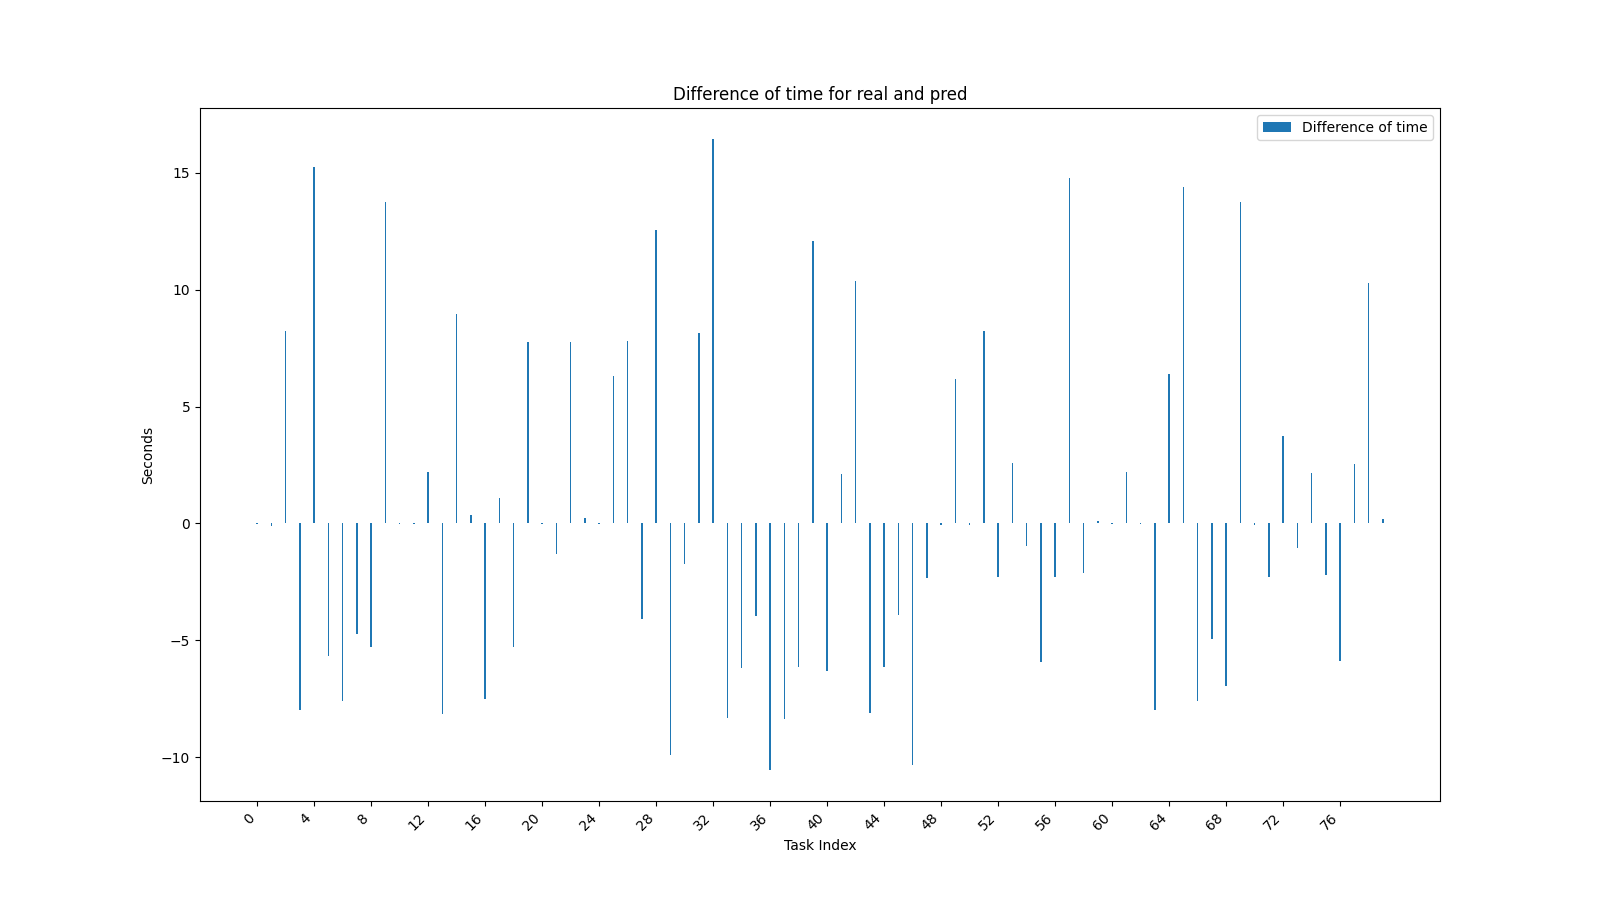 Difference of time for real and pred
Difference of time
15
10
5
0
−5
−10
Seconds
0 4 8 12 16 20 24 28 32 36 40 44 48 52 56 60 64 68 72 76
Task Index